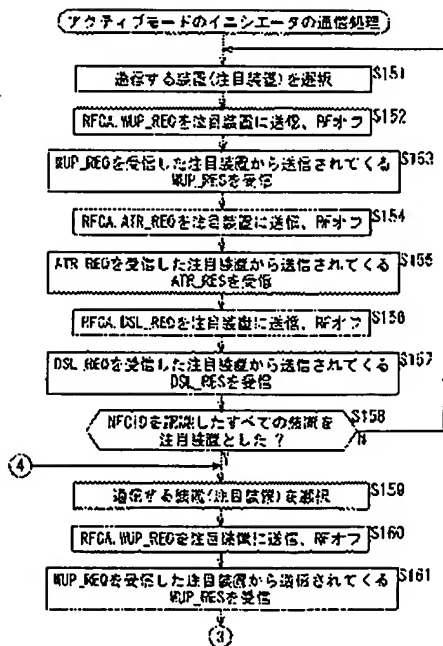 アクティブモードのイニシエータの通信処理
通信する装置(注目装置)を選択 S151
RFCA,WUP_REQを注目装置に送信、RFオフ S152
WUP_REQを受信した注目装置から送信されてくる S153
WUP_RESを受信
RFCA,ATR_REQを注目装置に送信、RFオフ S154
ATR_REQを受信した注目装置から送信されてくる S155
ATR_RESを受信
RFCA,DSL_REQを注目装置に送信、RFオフ S156
DSL_REQを受信した注目装置から送信されてくる S157
DSL_RESを受信
NFCIDを認識したすべての装置を S158
注目装置とした?
N
④
Y
通信する装置(注目装置)を選択 S159
RFCA,WUP_REQを注目装置に送信、RFオフ S160
WUP_REQを受信した注目装置から送信されてくる S161
WUP_RESを受信
③